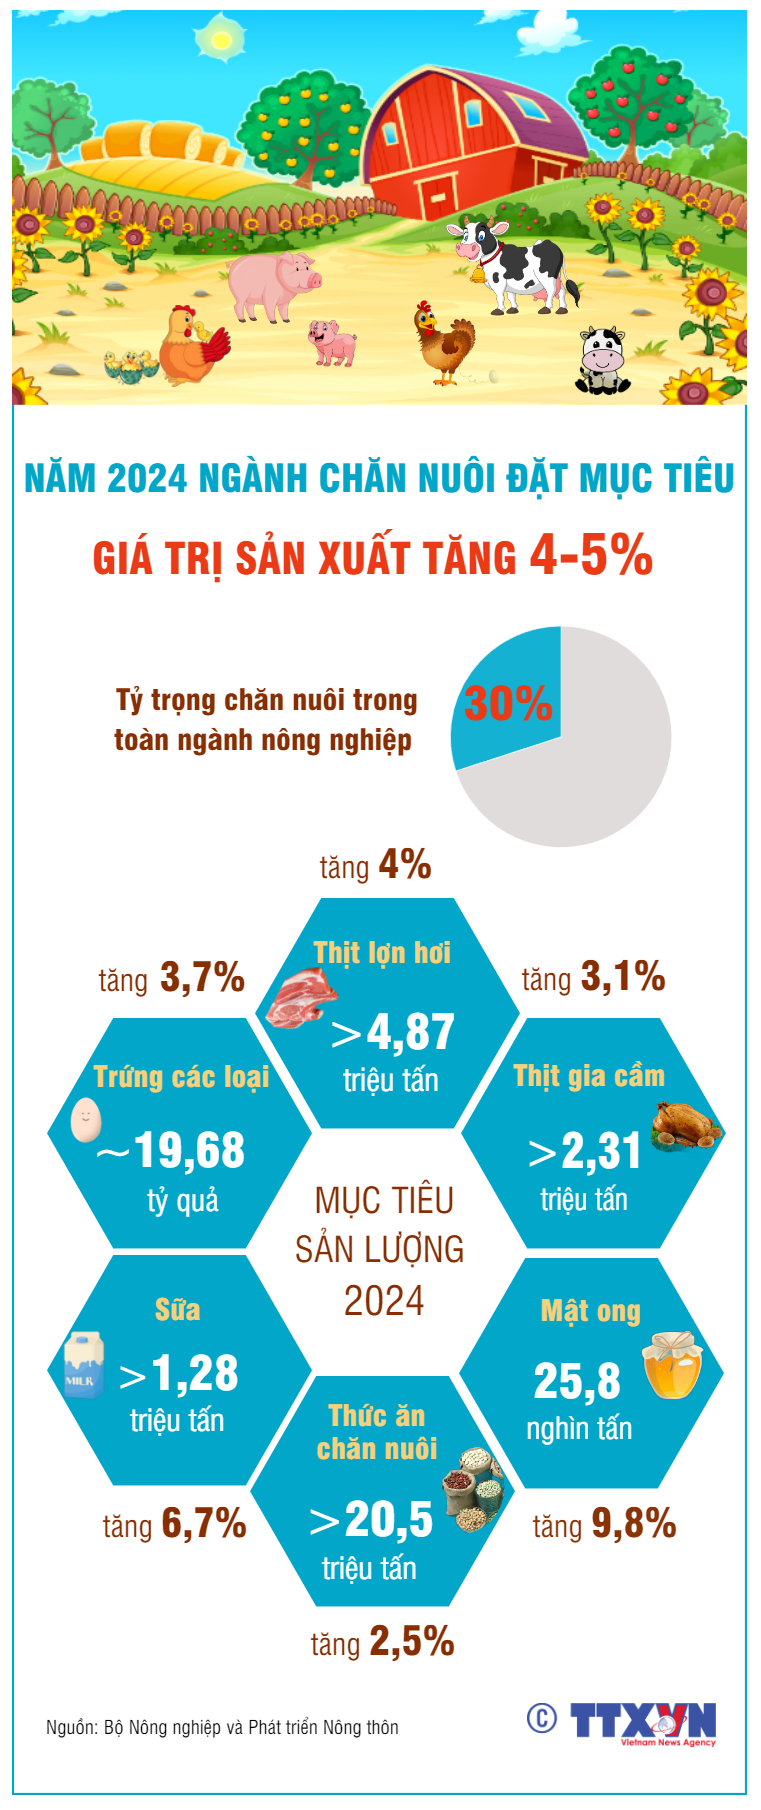 NĂM 2024 NGÀNH CHĂN NUÔI ĐẶT MỤC TIÊU
GIÁ TRỊ SẢN XUẤT TĂNG 4-5%
Tỷ trọng chăn nuôi trong
toàn ngành nông nghiệp
30%
tăng 4%
Thịt lợn hơi
>4,87
triệu tấn
tăng 3,7%
Trứng các loại
~19,68
tỷ quả
tăng 3,1%
Thịt gia cầm
>2,31
triệu tấn
MỤC TIÊU
SẢN LƯỢNG
2024
Sữa
MILK
>1,28
triệu tấn
tăng 6,7%
Mật ong
25,8
nghìn tấn
tăng 9,8%
Thức ăn
chăn nuôi
>20,5
triệu tấn
tăng 2,5%
Nguồn: Bộ Nông nghiệp và Phát triển Nông thôn
© TTXVN
Vietnam News Agency